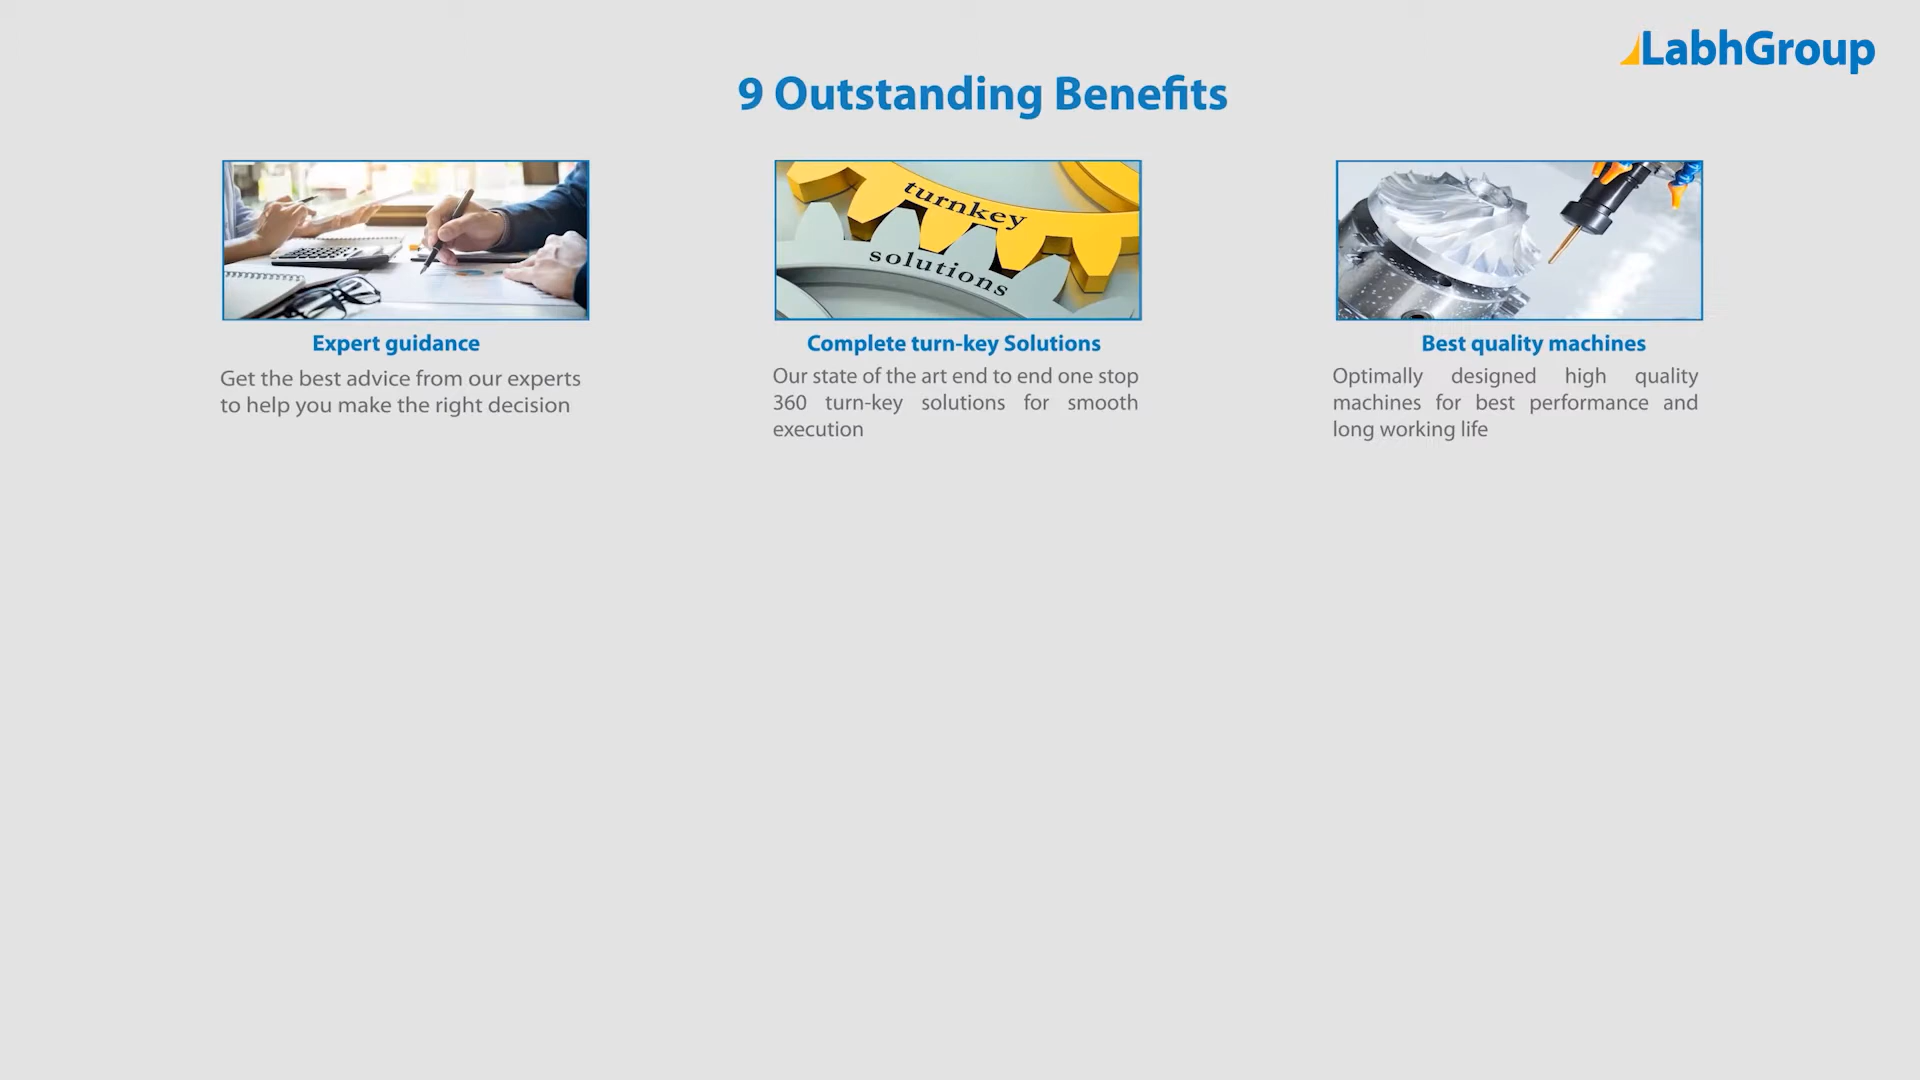 LabhGroup
9 Outstanding Benefits
turnkey
solutions
Expert guidance
Get the best advice from our experts
to help you make the right decision
Complete turn-key Solutions
Our state of the art end to end one stop
360 turn-key solutions for smooth
execution
Best quality machines
Optimally designed high quality
machines for best performance and
long working life